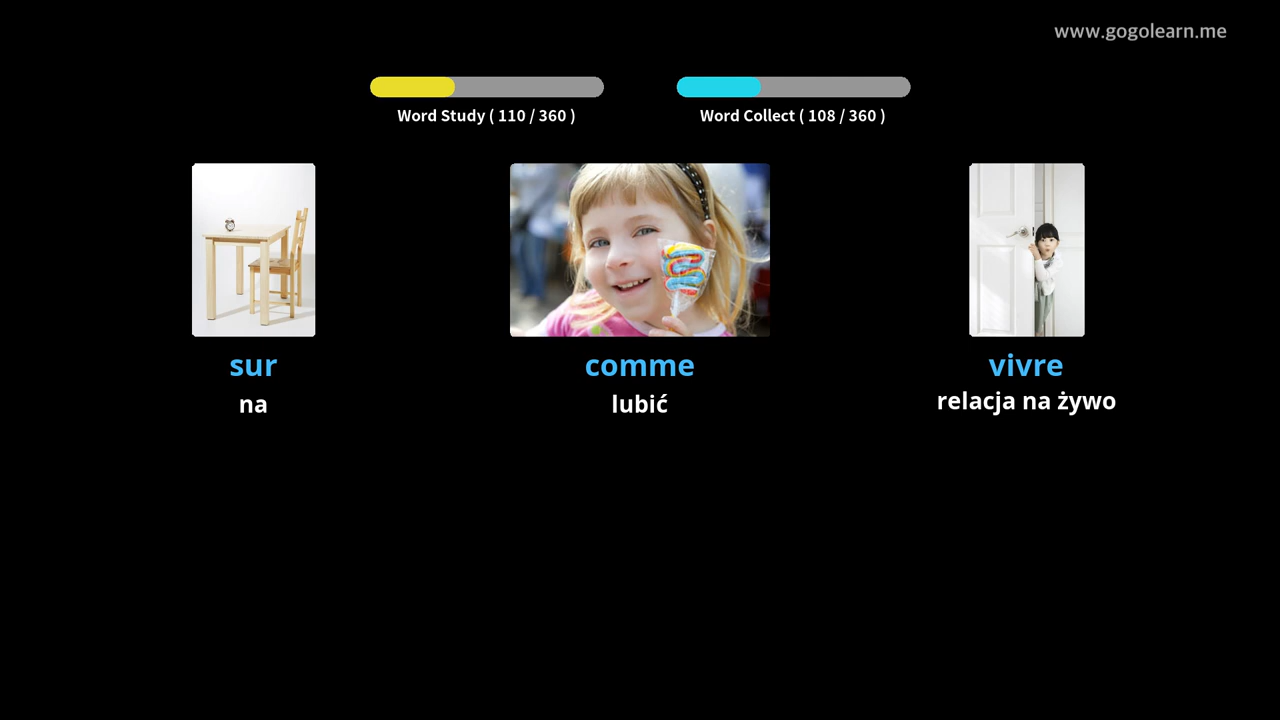 www.gogolearn.me
Word Study ( 110 / 360 )
Word Collect ( 108 / 360 )
sur
comme
vivre
na
lubić
relacja na żywo